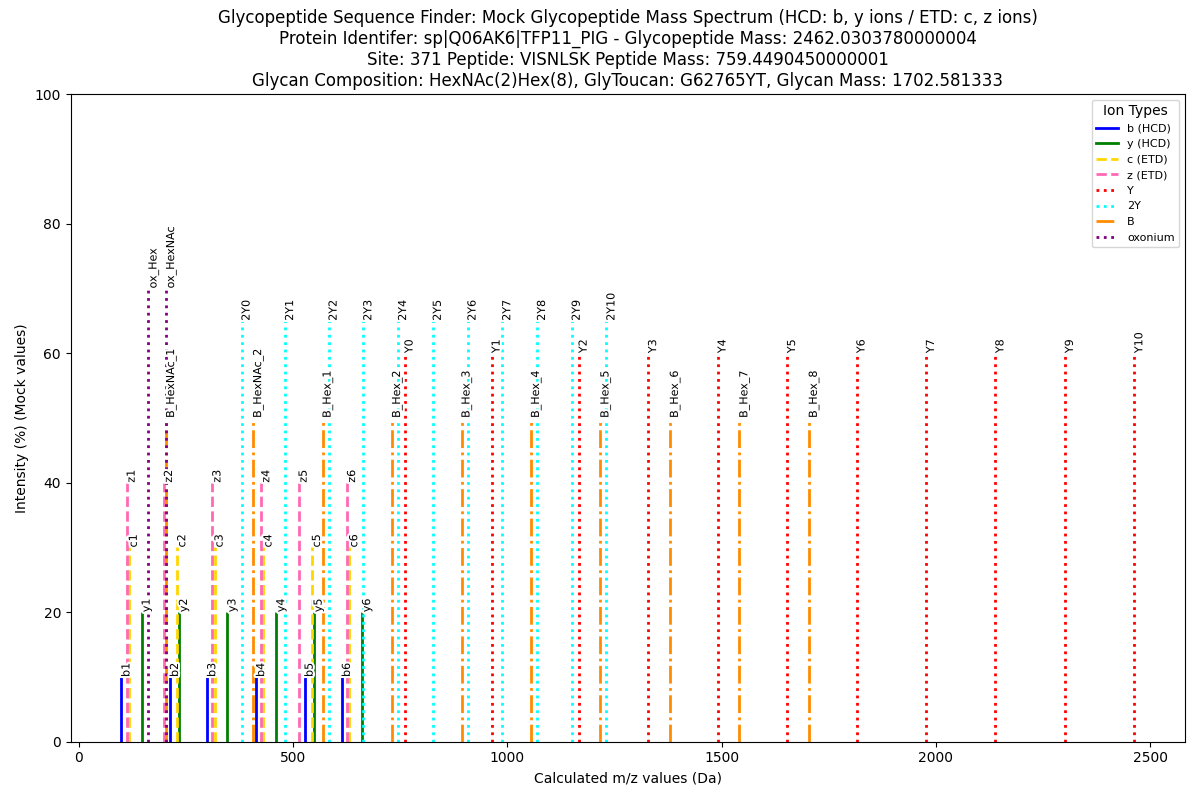 Glycopeptide Sequence Finder: Mock Glycopeptide Mass Spectrum (HCD: b, y ions / ETD: c, z ions)
Protein Identifer: sp|Q06AK6|TFP11_PIG - Glycopeptide Mass: 2462.0303780000004
Site: 371 Peptide: VISNLSK Peptide Mass: 759.4490450000001
Glycan Composition: HexNAc(2)Hex(8), GlyToucan: G62765YT, Glycan Mass: 1702.581333
Intensity (%) (Mock values)
100
80
60
40
20
0
Ion Types
b (HCD)
y (HCD)
c (ETD)
z (ETD)
Y
2Y
B
oxonium
ox_Hex
ox_HexNAc
2Y0
2Y1
2Y2
2Y3
2Y4
2Y5
2Y6
2Y7
2Y8
2Y9
2Y10
Y0
Y1
Y2
Y3
Y4
Y5
Y6
Y7
Y8
Y9
Y10
B_HexNAc_1
B_HexNAc_2
B_Hex_1
B_Hex_2
B_Hex_3
B_Hex_4
B_Hex_5
B_Hex_6
B_Hex_7
B_Hex_8
z1
z2
z3
z4
z5
z6
c1
c2
c3
c4
c5
c6
y1
y2
y3
y4
y5
y6
b1
b2
b3
b4
b5
b6
0
500
1000
1500
2000
2500
Calculated m/z values (Da)